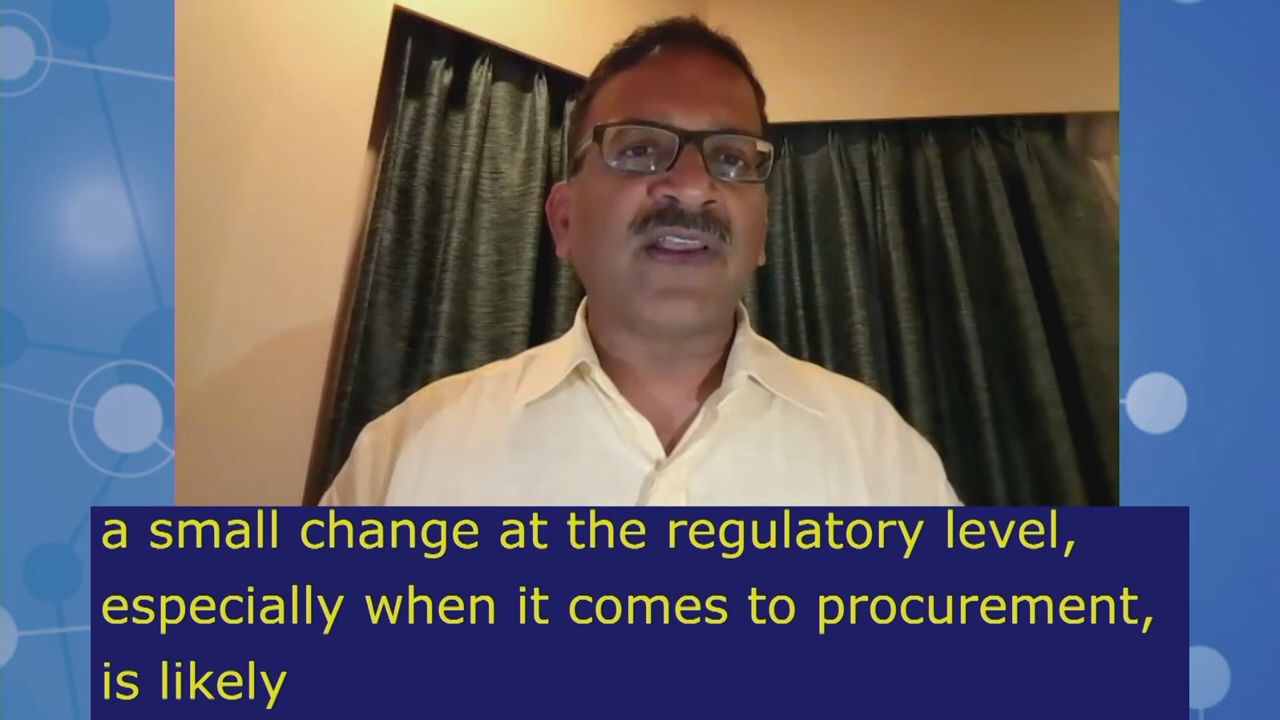 a small change at the regulatory level,
especially when it comes to procurement,
is likely